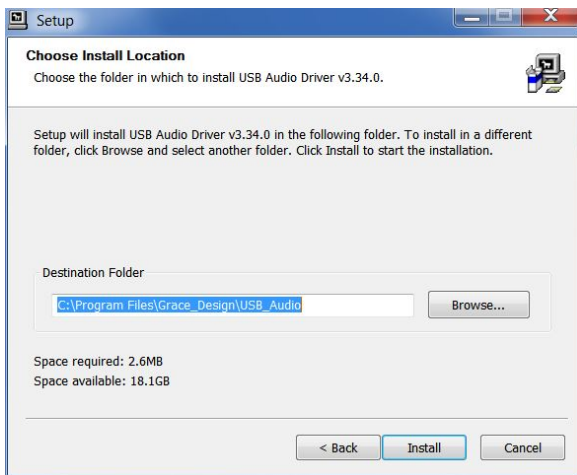 Setup
Choose Install Location
Choose the folder in which to install USB Audio Driver v3.34.0.
Setup will install USB Audio Driver v3.34.0 in the following folder. To install in a different
folder, click Browse and select another folder. Click Install to start the installation.
Destination Folder
C:\Program Files\Grace_Design\USB_Audio
Browse...
Space required: 2.6MB
Space available: 18.1GB
< Back
Install
Cancel